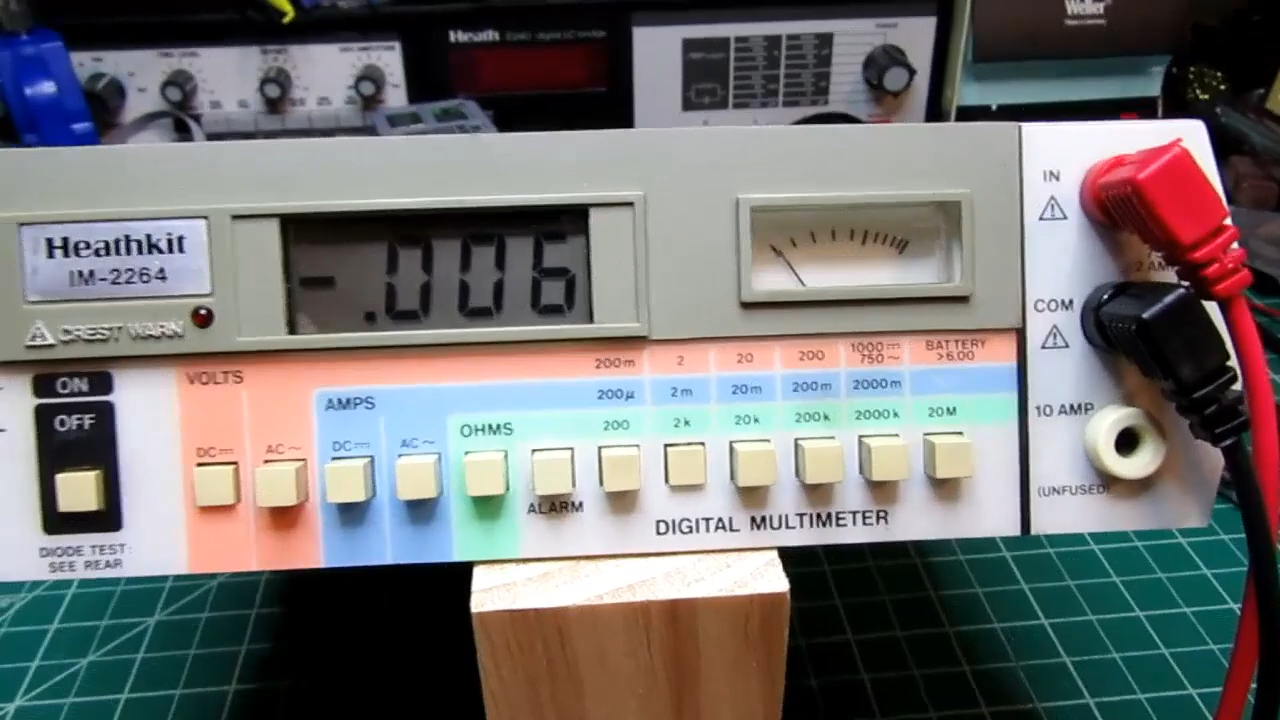 Weller
Heath
Heathkit
IM-2264
-.006
CREST WARN
IN
COM
10 AMP
(UNFUSED)
ON
OFF
DIODE TEST:
SEE REAR
VOLTS
AMPS
OHMS
200m 2 20 200 1000⎓ 750~ BATTERY >6.00
200µ 2m 20m 200m 2000m
200 2k 20k 200k 2000k 20M
DC⎓ AC~ DC⎓ AC~
ALARM
DIGITAL MULTIMETER